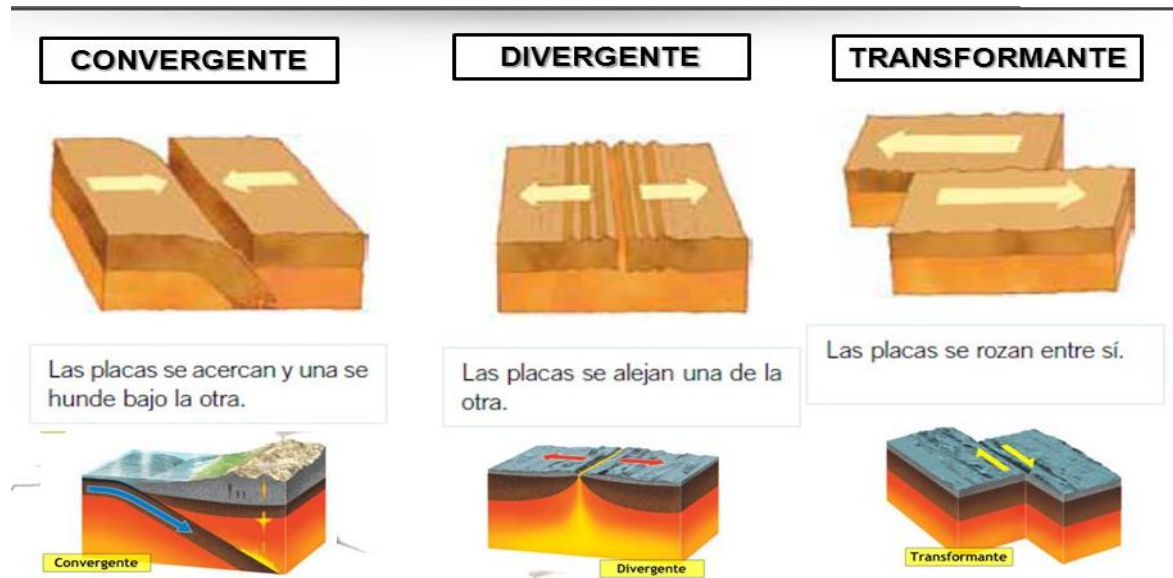 CONVERGENTE
DIVERGENTE
TRANSFORMANTE
Las placas se acercan y una se
hunde bajo la otra.
Las placas se alejan una de la
otra.
Las placas se rozan entre sí.
Convergente
Divergente
Transformante